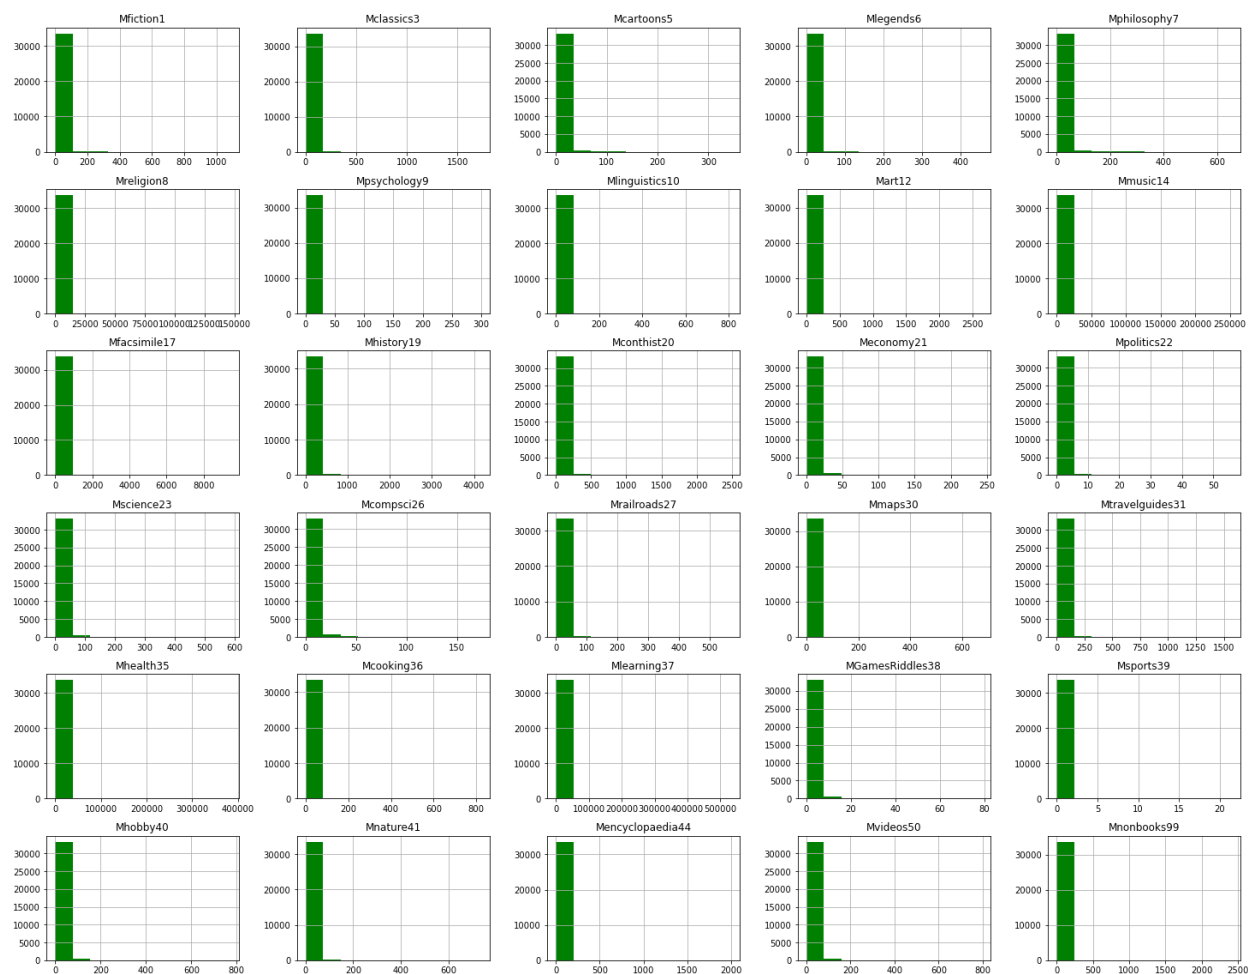 Mfiction1 Mclassics3 Mcartoons5 Mlegends6 Mphilosophy7
30000 20000 10000 0
0 200 400 600 800 1000
30000 20000 10000 0
0 500 1000 1500
30000 25000 20000 15000 10000 5000 0
0 100 200 300
30000 20000 10000 0
0 100 200 300 400
30000 25000 20000 15000 10000 5000 0
0 200 400 600
Mreligion8 Mpsychology9 Mlinguistics10 Mart12 Mmusic14
30000 20000 10000 0
0 25000 50000 75000 100000 125000 150000
30000 20000 10000 0
0 50 100 150 200 250 300
30000 20000 10000 0
0 200 400 600 800
30000 20000 10000 0
0 500 1000 1500 2000 2500
30000 20000 10000 0
0 50000 100000 150000 200000 250000
Mfacsimile17 Mhistory19 Mconthist20 Meconomy21 Mpolitics22
30000 20000 10000 0
0 2000 4000 6000 8000
30000 20000 10000 0
0 1000 2000 3000 4000
30000 25000 20000 15000 10000 5000 0
0 500 1000 1500 2000 2500
30000 25000 20000 15000 10000 5000 0
0 50 100 150 200 250
30000 25000 20000 15000 10000 5000 0
0 10 20 30 40 50
Mscience23 Mcompsci26 Mrailroads27 Mmaps30 Mtravelguides31
30000 25000 20000 15000 10000 5000 0
0 100 200 300 400 500 600
30000 25000 20000 15000 10000 5000 0
0 50 100 150
30000 20000 10000 0
0 100 200 300 400 500
30000 20000 10000 0
0 200 400 600
30000 25000 20000 15000 10000 5000 0
0 250 500 750 1000 1250 1500
Mhealth35 Mcooking36 Mlearning37 MGamesRiddles38 Msports39
30000 20000 10000 0
0 100000 200000 300000 400000
30000 20000 10000 0
0 200 400 600 800
30000 20000 10000 0
0 100000 200000 300000 400000 500000
30000 25000 20000 15000 10000 5000 0
0 20 40 60 80
30000 20000 10000 0
0 5 10 15 20
Mhobby40 Mnature41 Mencyclopaedia44 Mvideos50 Mnonbooks99
30000 25000 20000 15000 10000 5000 0
0 200 400 600 800
30000 20000 10000 0
0 200 400 600
30000 20000 10000 0
0 500 1000 1500 2000
30000 25000 20000 15000 10000 5000 0
0 200 400 600 800
30000 20000 10000 0
0 500 1000 1500 2000